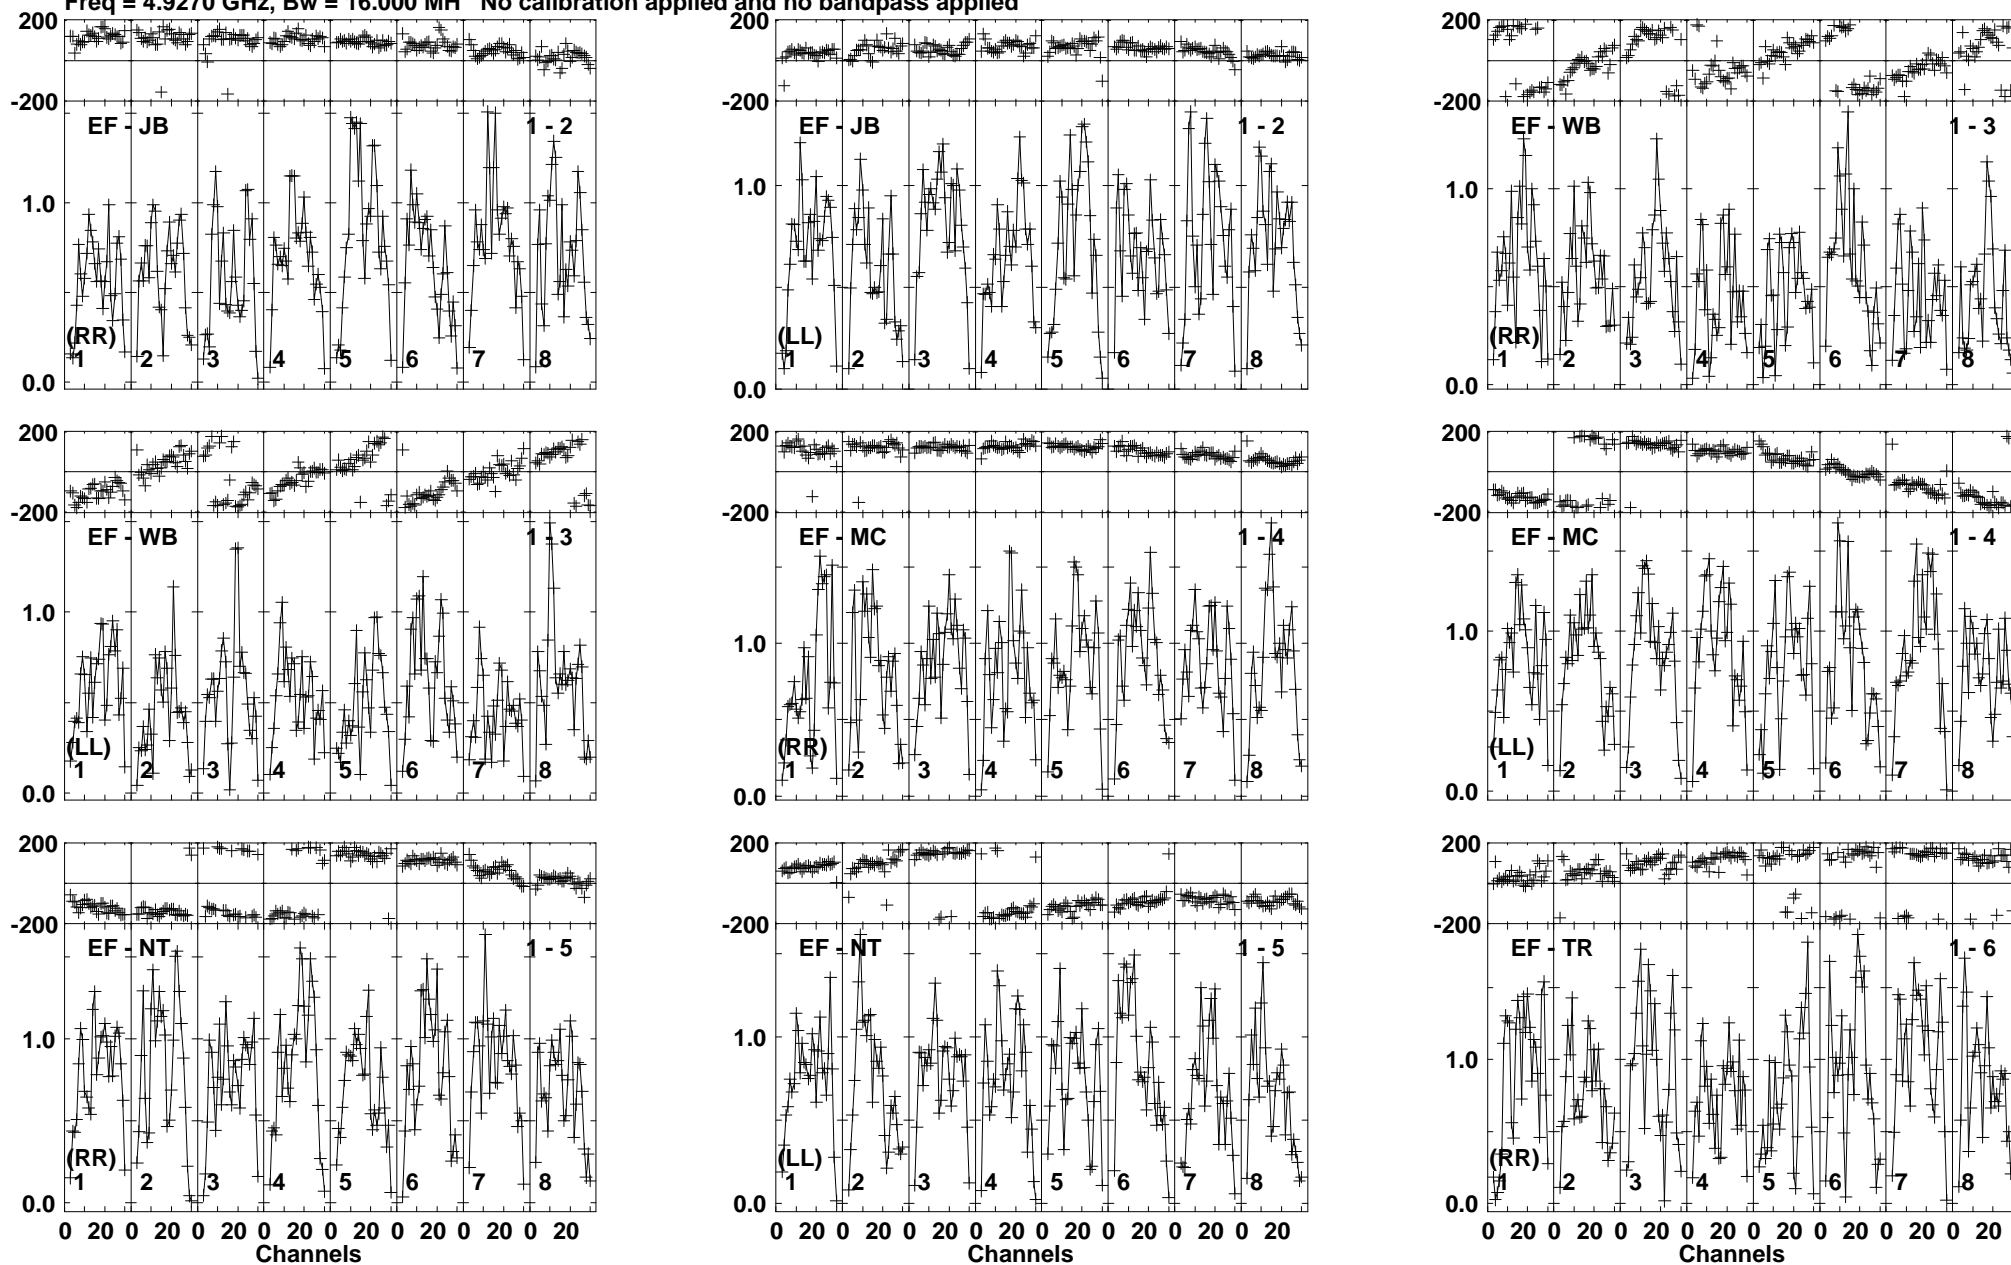 Freq = 4.9270 GHz, Bw = 16.000 MH No calibration applied and no bandpass applied
200 200 200
-200 -200 -200
EF - JB 1 - 2 EF - JB 1 - 2 EF - WB 1 - 3
1.0 1.0 1.0
(RR) (LL) (RR)
1 2 3 4 5 6 7 8 1 2 3 4 5 6 7 8 1 2 3 4 5 6 7 8
0.0 0.0 0.0
200 200 200
-200 -200 -200
EF - WB 1 - 3 EF - MC 1 - 4 EF - MC 1 - 4
1.0 1.0 1.0
(LL) (RR) (LL)
1 2 3 4 5 6 7 8 1 2 3 4 5 6 7 8 1 2 3 4 5 6 7 8
0.0 0.0 0.0
200 200 200
-200 -200 -200
EF - NT 1 - 5 EF - NT 1 - 5 EF - TR 1 - 6
1.0 1.0 1.0
(RR) (LL) (RR)
1 2 3 4 5 6 7 8 1 2 3 4 5 6 7 8 1 2 3 4 5 6 7 8
0.0 0.0 0.0
0 20 0 20 0 20 0 20 0 20 0 20 0 20 0 20 0 20 0 20 0 20 0 20 0 20 0 20 0 20 0 20 0 20 0 20 0 20 0 20 0 20 0 20 0 20 0 20
Channels Channels Channels